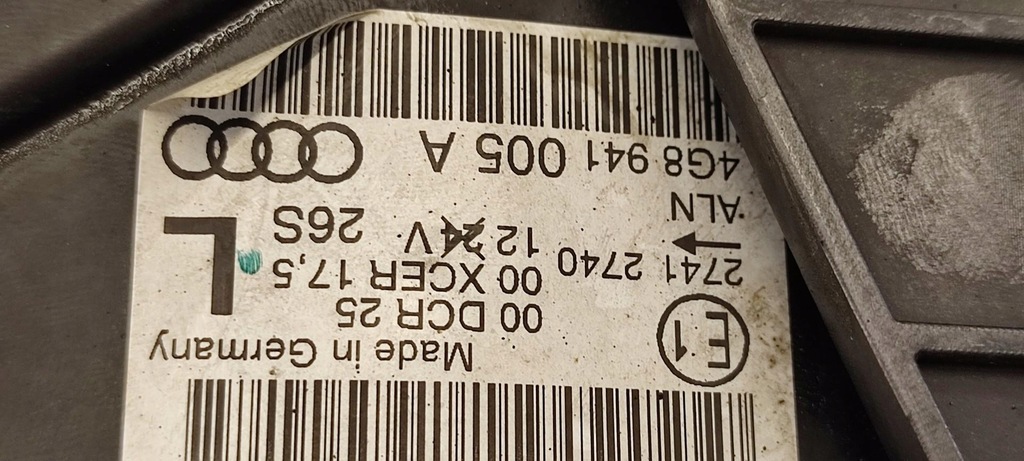 Made in Germany
E1
00 DCR 25
00 XCER 17,5
L
2741 2740 12 24V
26S
ALN
4G8 941 005 A